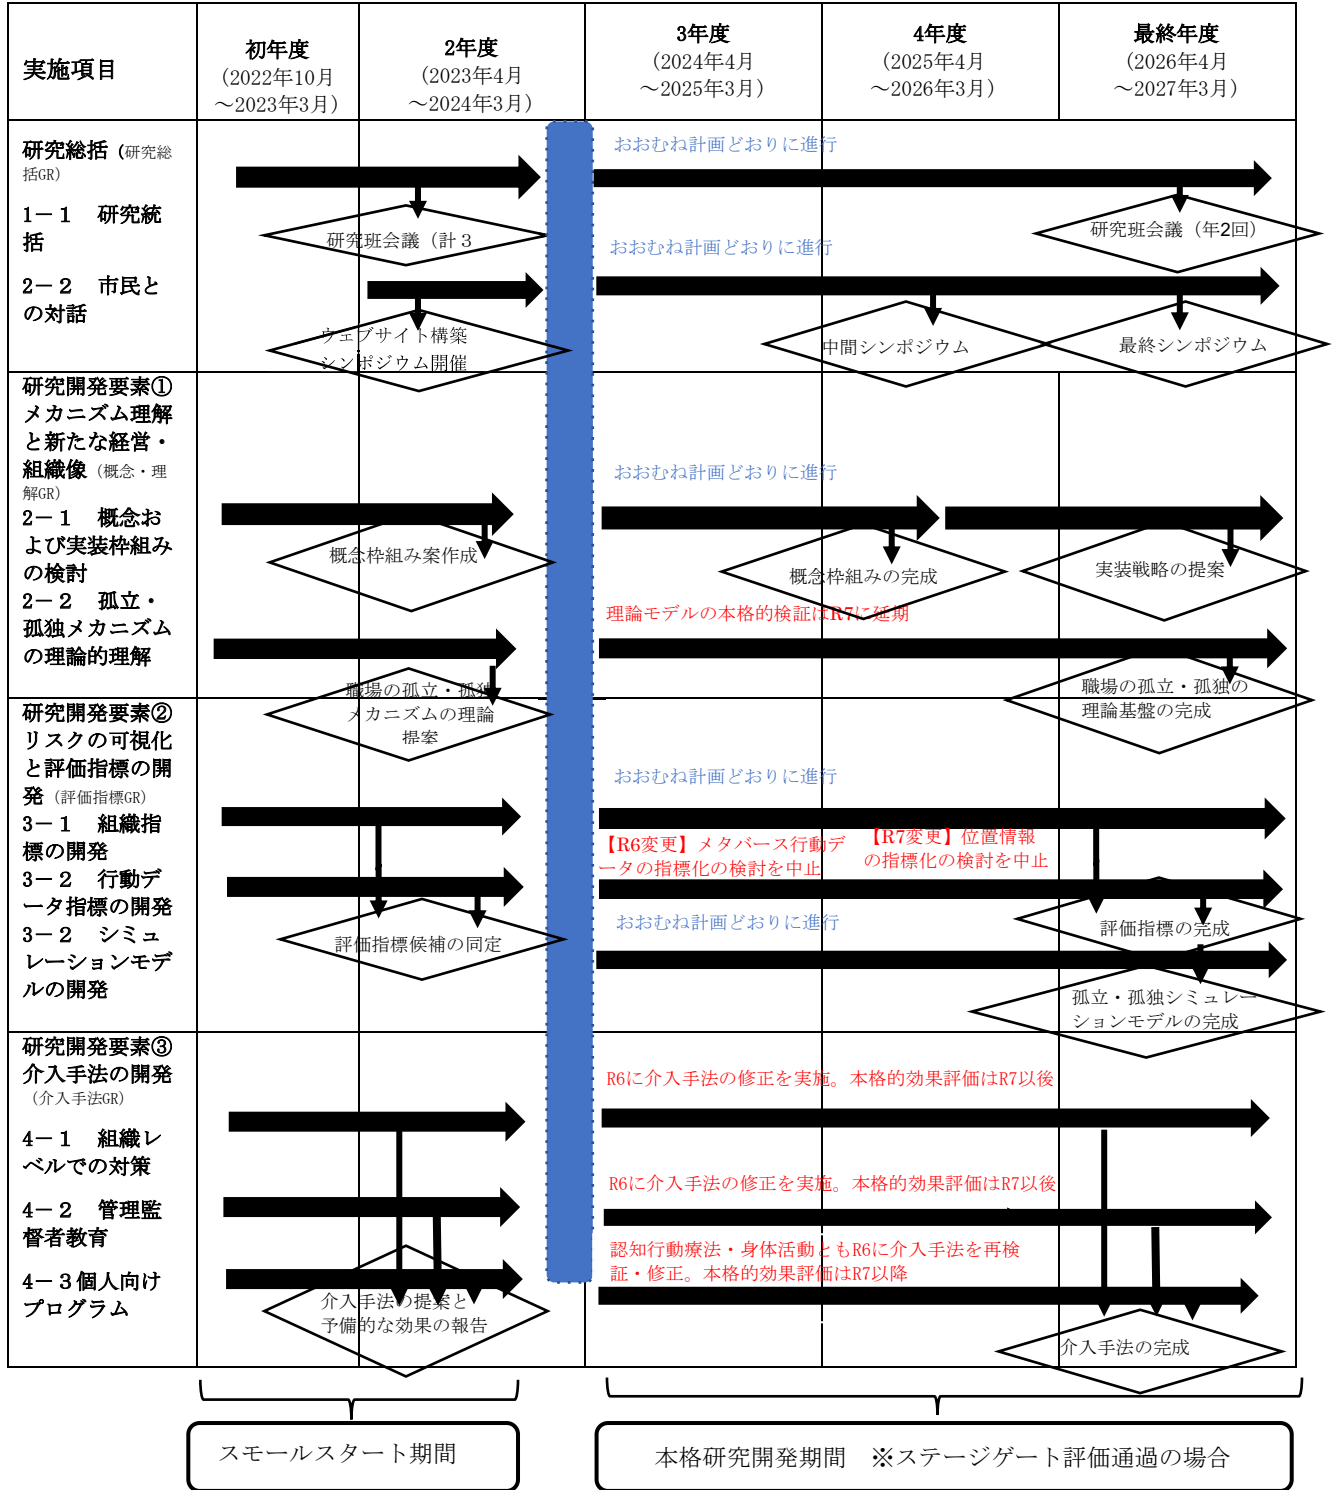 実施項目
初年度
（2022年10月
～2023年3月）
2年度
（2023年4月
～2024年3月）
3年度
（2024年4月
～2025年3月）
4年度
（2025年4月
～2026年3月）
最終年度
（2026年4月
～2027年3月）
研究総括（研究総
括GR）
1－１　研究統
括
2－２　市民と
の対話
おおむね計画どおりに進行
研究班会議（計３
研究班会議（年2回）
おおむね計画どおりに進行
ウェブサイト構築
シンポジウム開催
中間シンポジウム
最終シンポジウム
研究開発要素①
メカニズム理解
と新たな経営・
組織像（概念・理
解GR）
2－１　概念お
よび実装枠組み
の検討
2－２　孤立・
孤独メカニズム
の理論的理解
おおむね計画どおりに進行
概念枠組み案作成
概念枠組みの完成
実装戦略の提案
理論モデルの本格的検証はR7に延期
職場の孤立・孤独
メカニズムの理論
提案
職場の孤立・孤独の
理論基盤の完成
研究開発要素②
リスクの可視化
と評価指標の開
発（評価指標GR）
3－１　組織指
標の開発
3－２　行動デ
ータ指標の開発
3－２　シミュ
レーションモデ
ルの開発
おおむね計画どおりに進行
【R6変更】メタバース行動デ
ータの指標化の検討を中止
【R7変更】位置情報
の指標化の検討を中止
おおむね計画どおりに進行
評価指標候補の同定
評価指標の完成
孤立・孤独シミュレー
ションモデルの完成
研究開発要素③
介入手法の開発
（介入手法GR）
4－１　組織レ
ベルでの対策
4－２　管理監
督者教育
4－３個人向け
プログラム
R6に介入手法の修正を実施。本格的効果評価はR7以後
R6に介入手法の修正を実施。本格的効果評価はR7以後
認知行動療法・身体活動ともR6に介入手法を再検
証・修正。本格的効果評価はR7以降
介入手法の提案と
予備的な効果の報告
介入手法の完成
スモールスタート期間
本格研究開発期間　※ステージゲート評価通過の場合